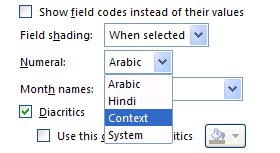 Show field codes instead of their values
Field shading: When selected
Numeral: Arabic
Arabic
Hindi
Month names:
Context
Diacritics
System
Use this
itics